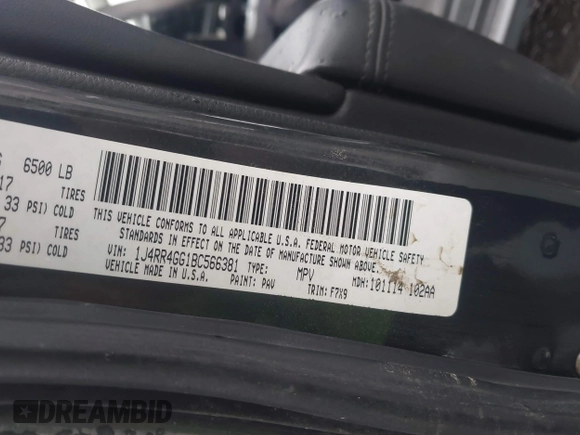 6500 LB
17 TIRES
33 PSI) COLD
TIRES
33 PSI) COLD
THIS VEHICLE CONFORMS TO ALL APPLICABLE U.S.A. FEDERAL MOTOR VEHICLE SAFETY
STANDARDS IN EFFECT ON THE DATE OF MANUFACTURE SHOWN ABOVE.
VIN: 1J4RR4GG1BC566381 TYPE: MPV MDH: 101114 102AA
VEHICLE MADE IN U.S.A. PAINT: PAV TRIM: F7X9
DREAMBID